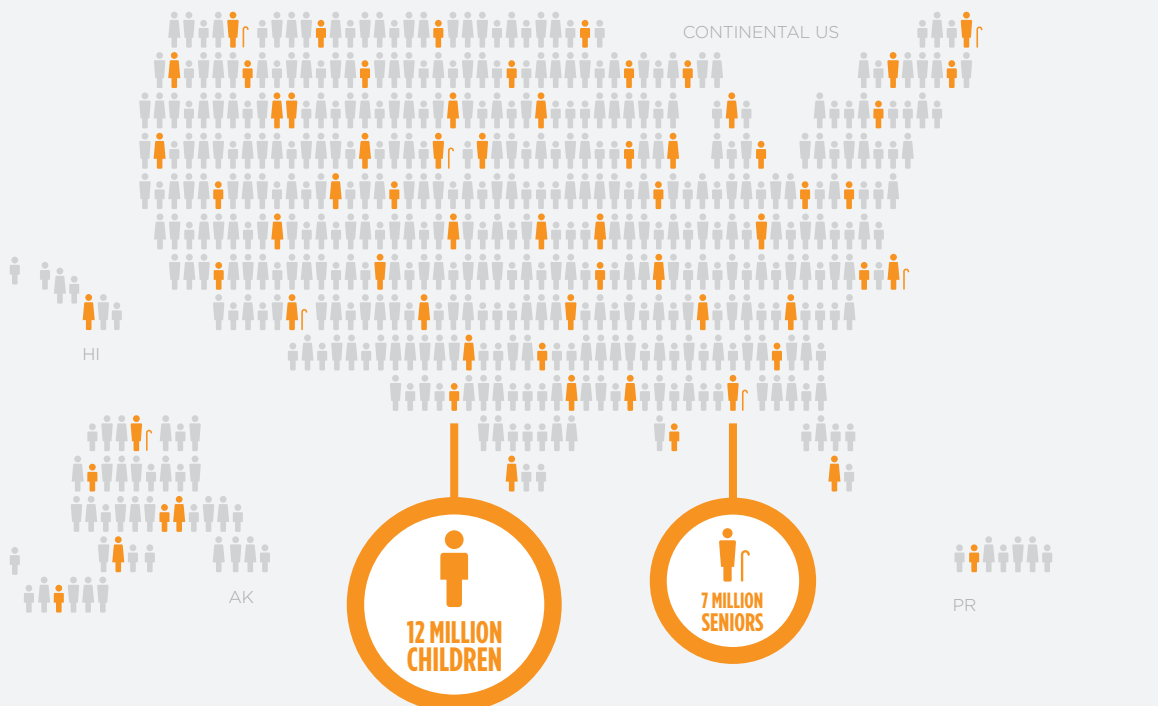 CONTINENTAL US
HI
AK
12 MILLION
CHILDREN
7 MILLION
SENIORS
PR